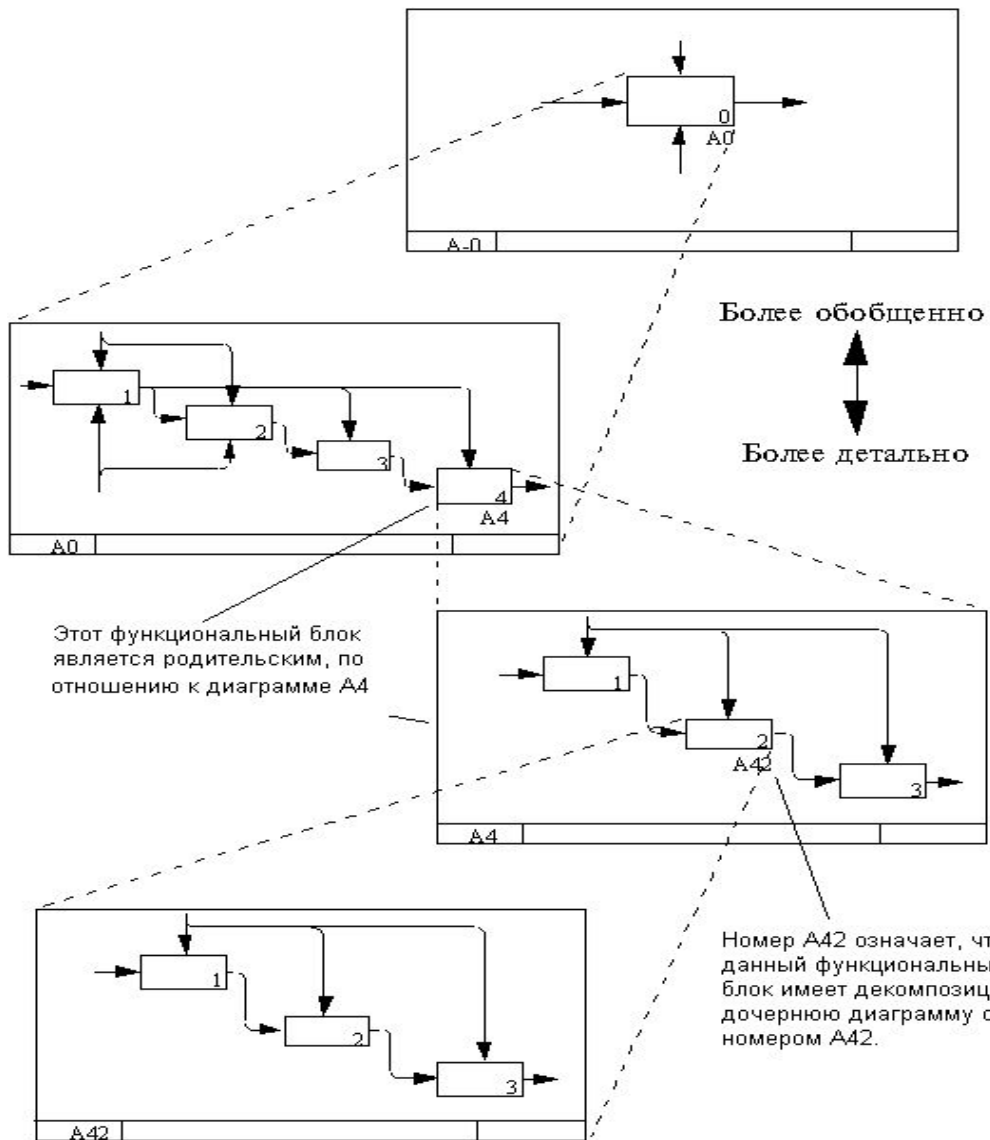 0
A0
A-0
Более обобщенно
Более детально
1
2
3
4
A4
A0
Этот функциональный блок
является родительским, по
отношению к диаграмме A4
1
2
A42
3
A4
Номер A42 означает, чт
данный функциональны
блок имеет декомпозиц
дочернюю диаграмму с
номером A42.
1
2
3
A42